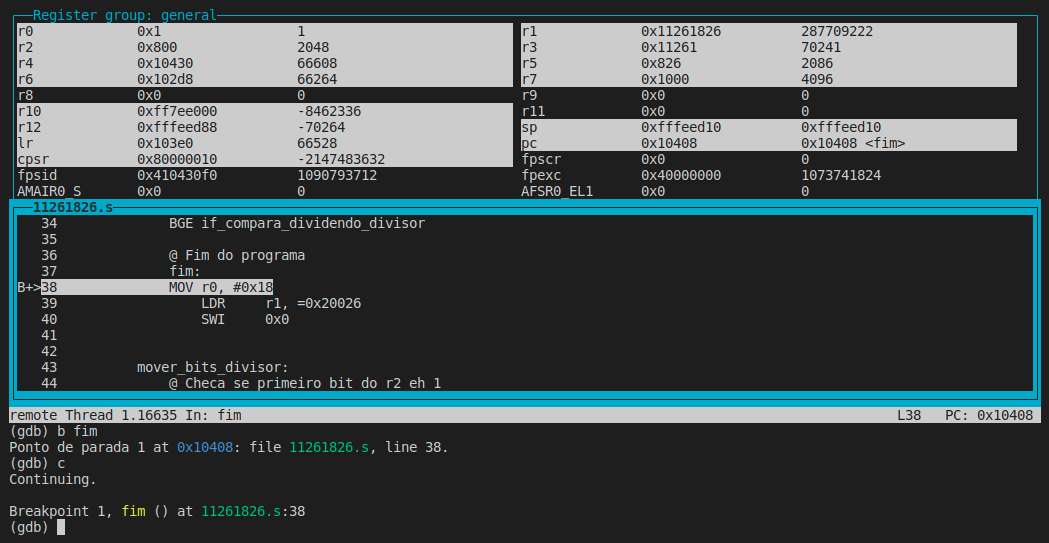 Register group: general
r0 0x1 1 r1 0x11261826 287709222
r2 0x800 2048 r3 0x11261 70241
r4 0x10430 66608 r5 0x826 2086
r6 0x102d8 66264 r7 0x1000 4096
r8 0x0 0 r9 0x0 0
r10 0xff7ee000 -8462336 r11 0x0 0
r12 0xfffeed88 -70264 sp 0xfffeed10 0xfffeed10
lr 0x103e0 66528 pc 0x10408 0x10408 <fim>
cpsr 0x80000010 -2147483632 fpscr 0x0 0
fpsid 0x410430f0 1090793712 fpexc 0x40000000 1073741824
AMAIR0_S 0x0 0 AFSR0_EL1 0x0 0
11261826.s
34 BGE if_compara_dividendo_divisor
35
36 @ Fim do programa
37 fim:
B+>38 MOV r0, #0x18
39 LDR r1, =0x20026
40 SWI 0x0
41
42
43 mover_bits_divisor:
44 @ Checa se primeiro bit do r2 eh 1
remote Thread 1.16635 In: fim L38 PC: 0x10408
(gdb) b fim
Ponto de parada 1 at 0x10408: file 11261826.s, line 38.
(gdb) c
Continuing.
Breakpoint 1, fim () at 11261826.s:38
(gdb)